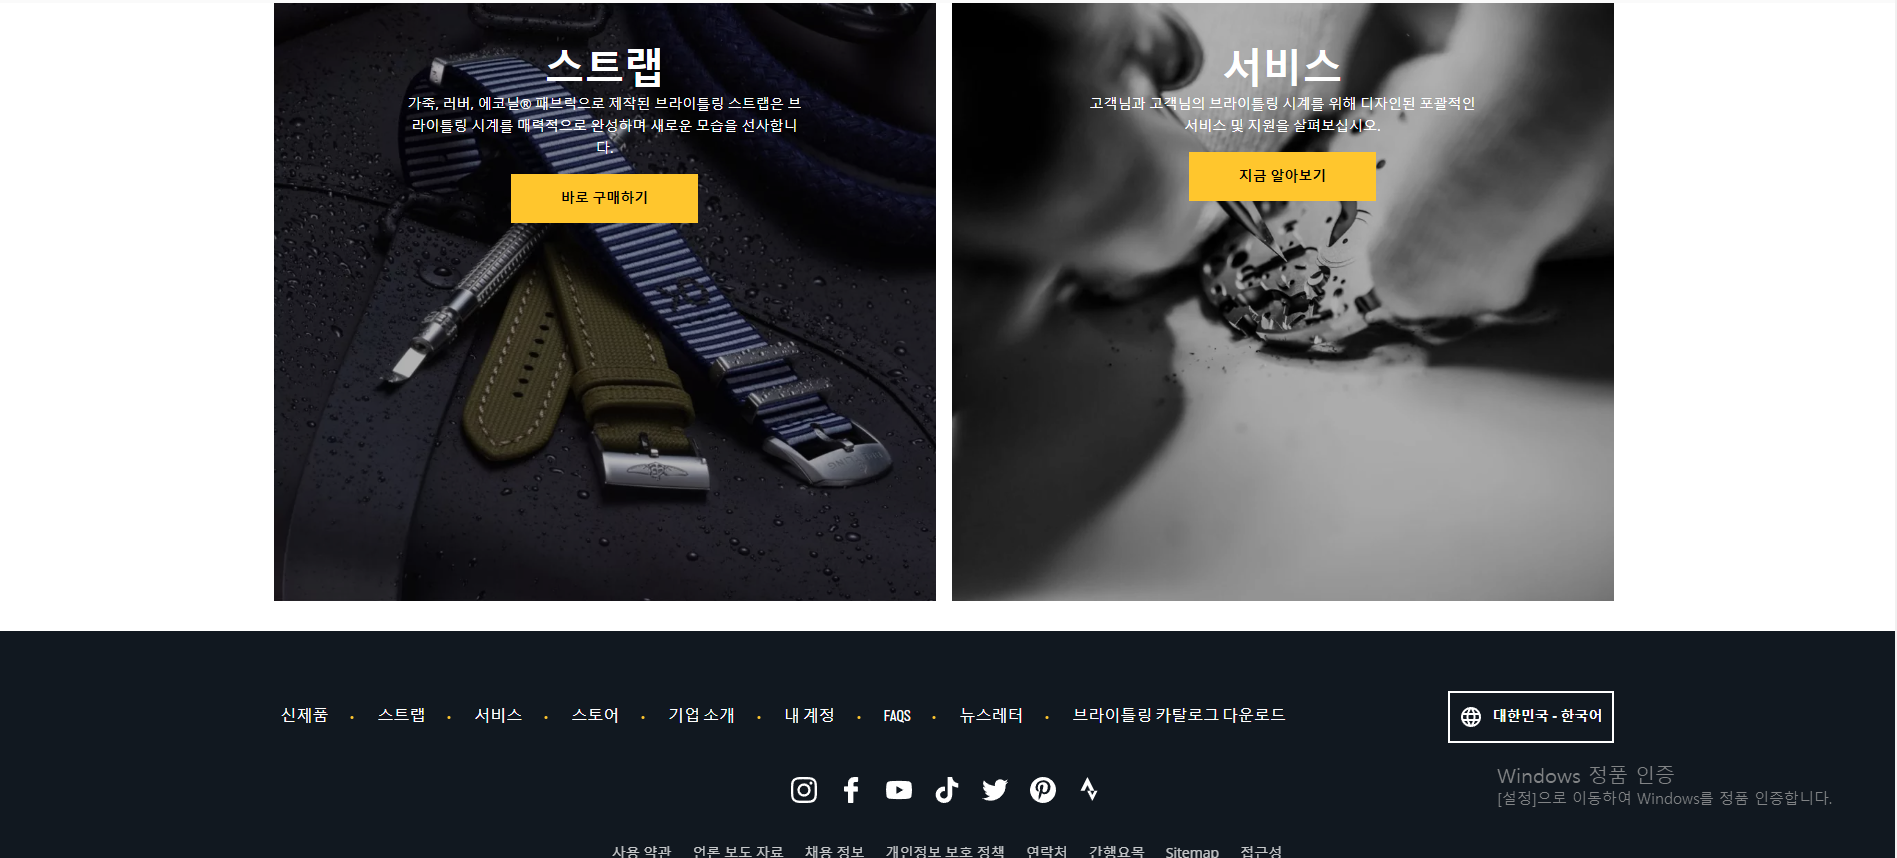 스트랩
가죽, 러버, 에코닐® 패브릭으로 제작된 브라이틀링 스트랩은 브
라이틀링 시계를 매력적으로 완성하며 새로운 모습을 선사합니
다.
바로 구매하기
서비스
고객님과 고객님의 브라이틀링 시계를 위해 디자인된 포괄적인
서비스 및 지원을 살펴보십시오.
지금 알아보기
신제품 • 스트랩 • 서비스 • 스토어 • 기업 소개 • 내 계정 • FAQS • 뉴스레터 • 브라이틀링 카탈로그 다운로드
대한민국 - 한국어
Windows 정품 인증
[설정]으로 이동하여 Windows를 정품 인증합니다.
사용 약관 언론 보도 자료 채용 정보 개인정보 보호 정책 연락처 간행요목 Sitemap 접근성